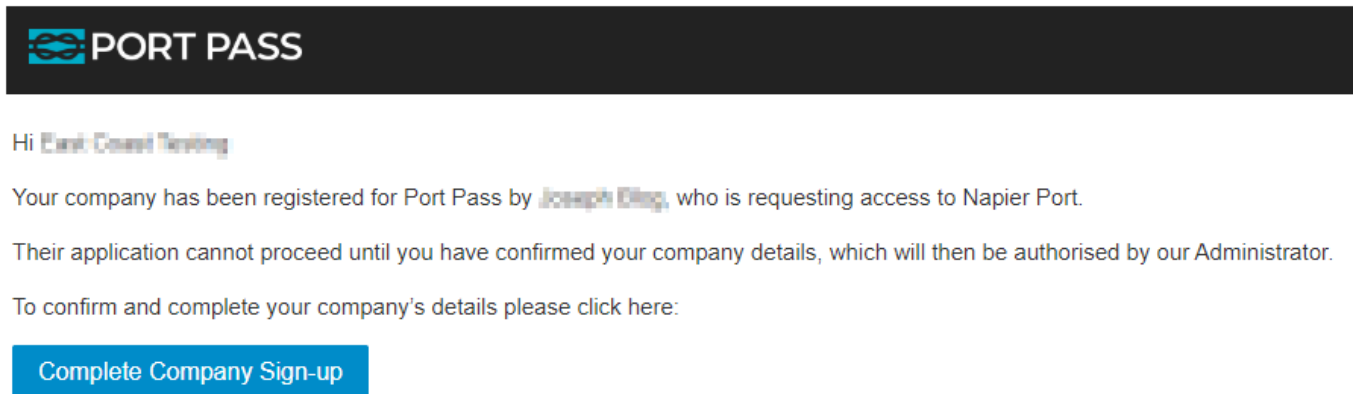 PORT PASS
Hi
Your company has been registered for Port Pass by , who is requesting access to Napier Port.
Their application cannot proceed until you have confirmed your company details, which will then be authorised by our Administrator.
To confirm and complete your company's details please click here:
Complete Company Sign-up